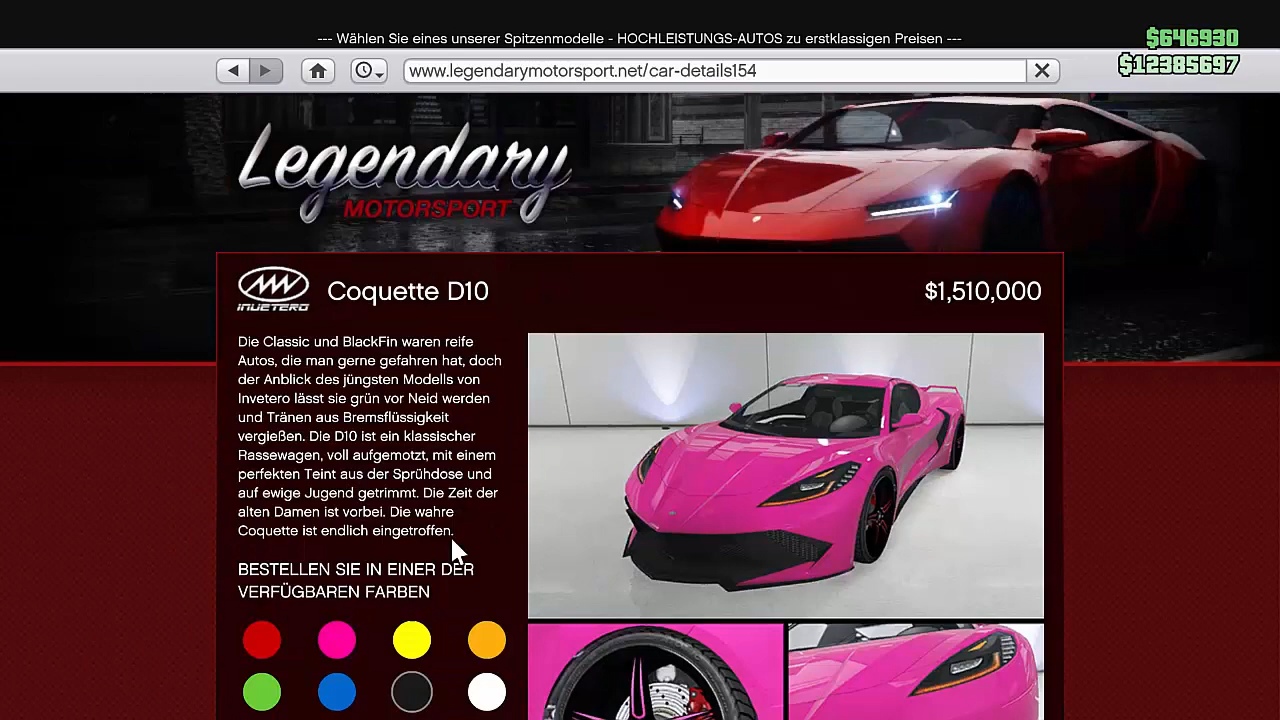 --- Wählen Sie eines unserer Spitzenmodelle - HOCHLEISTUNGS-AUTOS zu erstklassigen Preisen ---
$646930
$12385697
www.legendarymotorsport.net/car-details154
Legendary
MOTORSPORT
INVETERO
Coquette D10
$1,510,000
Die Classic und BlackFin waren reife
Autos, die man gerne gefahren hat, doch
der Anblick des jüngsten Modells von
Invetero lässt sie grün vor Neid werden
und Tränen aus Bremsflüssigkeit
vergießen. Die D10 ist ein klassischer
Rassewagen, voll aufgemotzt, mit einem
perfekten Teint aus der Sprühdose und
auf ewige Jugend getrimmt. Die Zeit der
alten Damen ist vorbei. Die wahre
Coquette ist endlich eingetroffen.
BESTELLEN SIE IN EINER DER
VERFÜGBAREN FARBEN